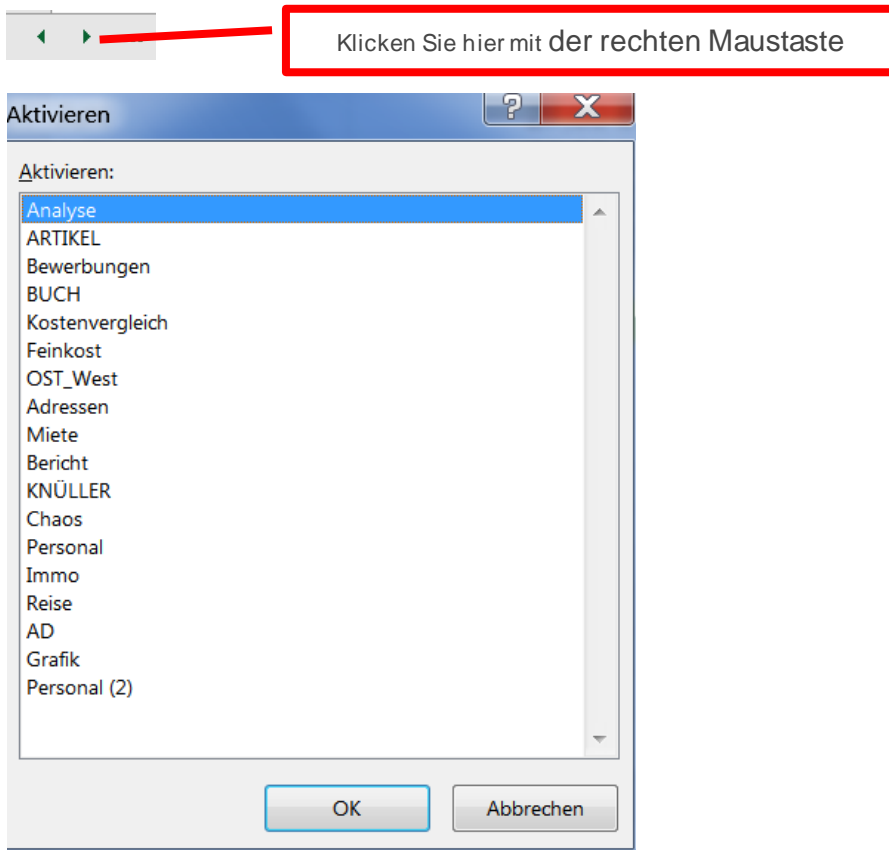 Klicken Sie hier mit der rechten Maustaste
Aktivieren
Aktivieren:
Analyse
ARTIKEL
Bewerbungen
BUCH
Kostenvergleich
Feinkost
OST_West
Adressen
Miete
Bericht
KNÜLLER
Chaos
Personal
Immo
Reise
AD
Grafik
Personal (2)
OK
Abbrechen